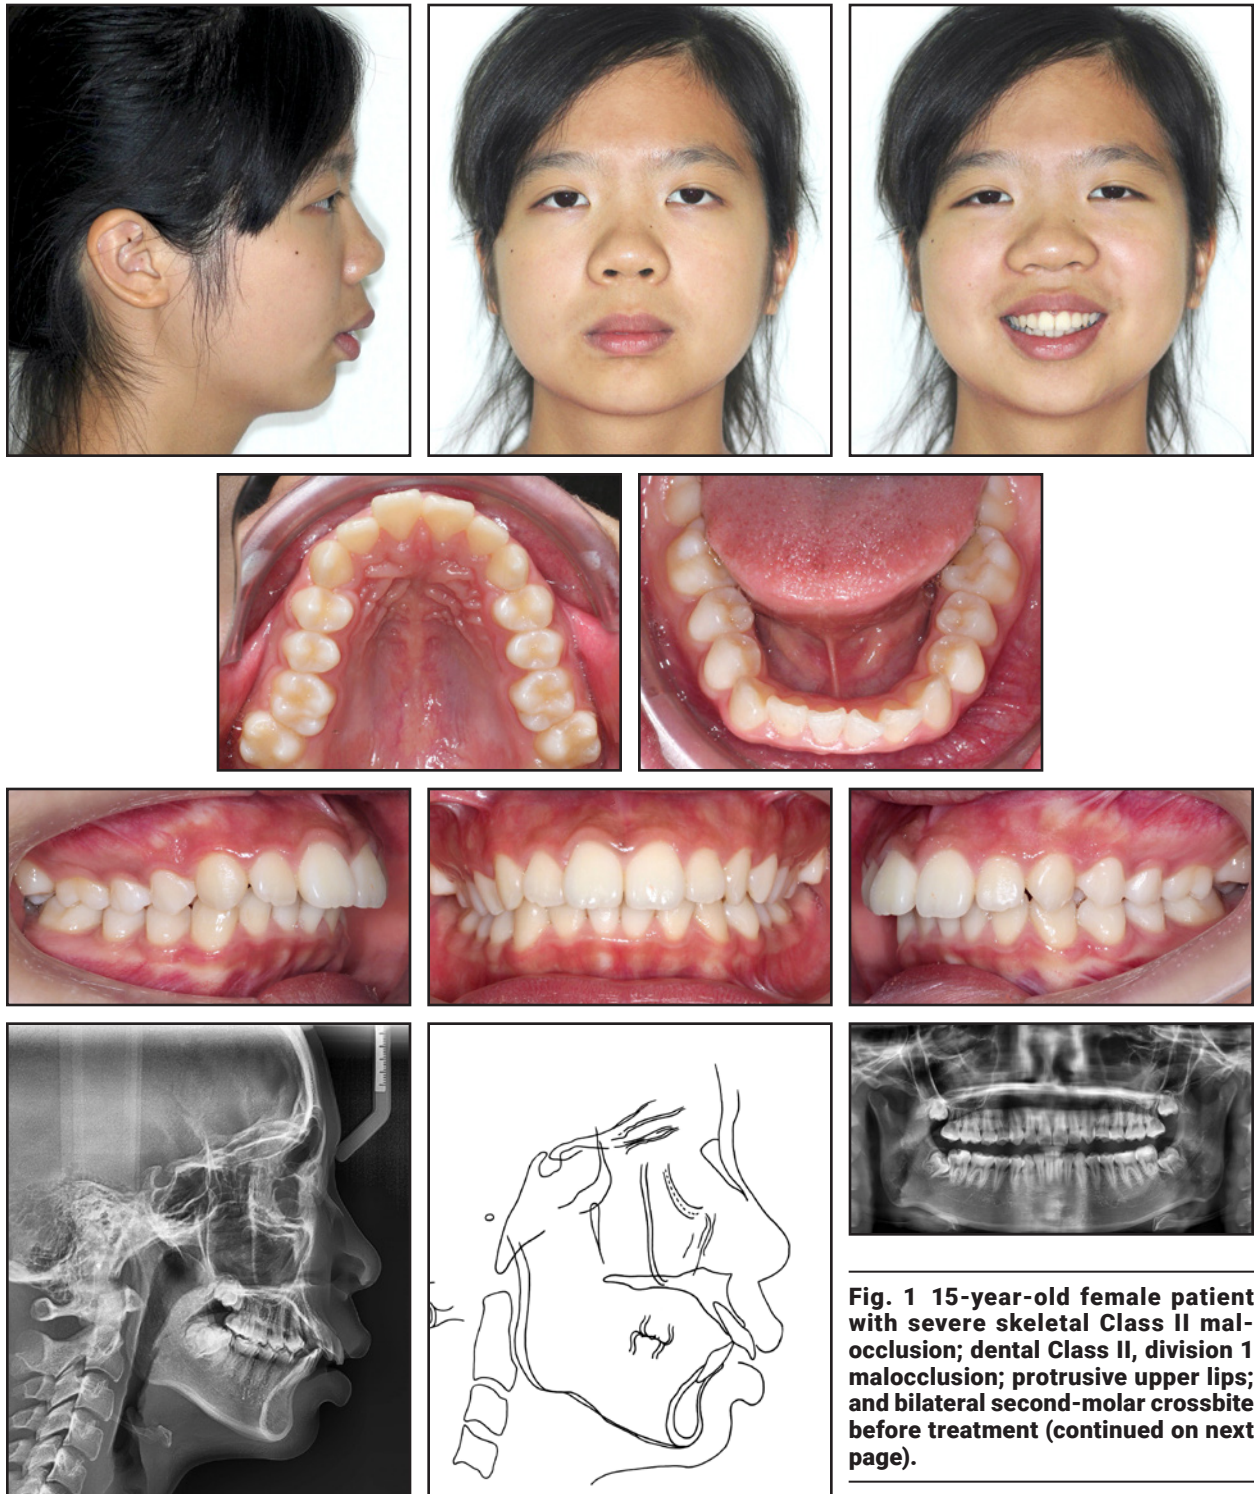 Fig. 1 15-year-old female patient
with severe skeletal Class II mal-
occlusion; dental Class II, division 1
malocclusion; protrusive upper lips;
and bilateral second-molar crossbite
before treatment (continued on next
page).